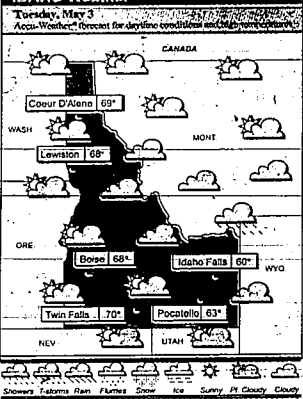 Tuesday, May 3
Accu-Weather® forecast for daytime conditions and high temperatures
CANADA
Coeur D'Alene 69°
WASH
MONT.
Lewiston 68°
ORE.
Boise 68°
Idaho Falls 60°
WYO.
Twin Falls 70°
Pocatello 63°
NEV
UTAH
Showers T-storms Rain Flurries Snow Ice Sunny Pt. Cloudy Cloudy